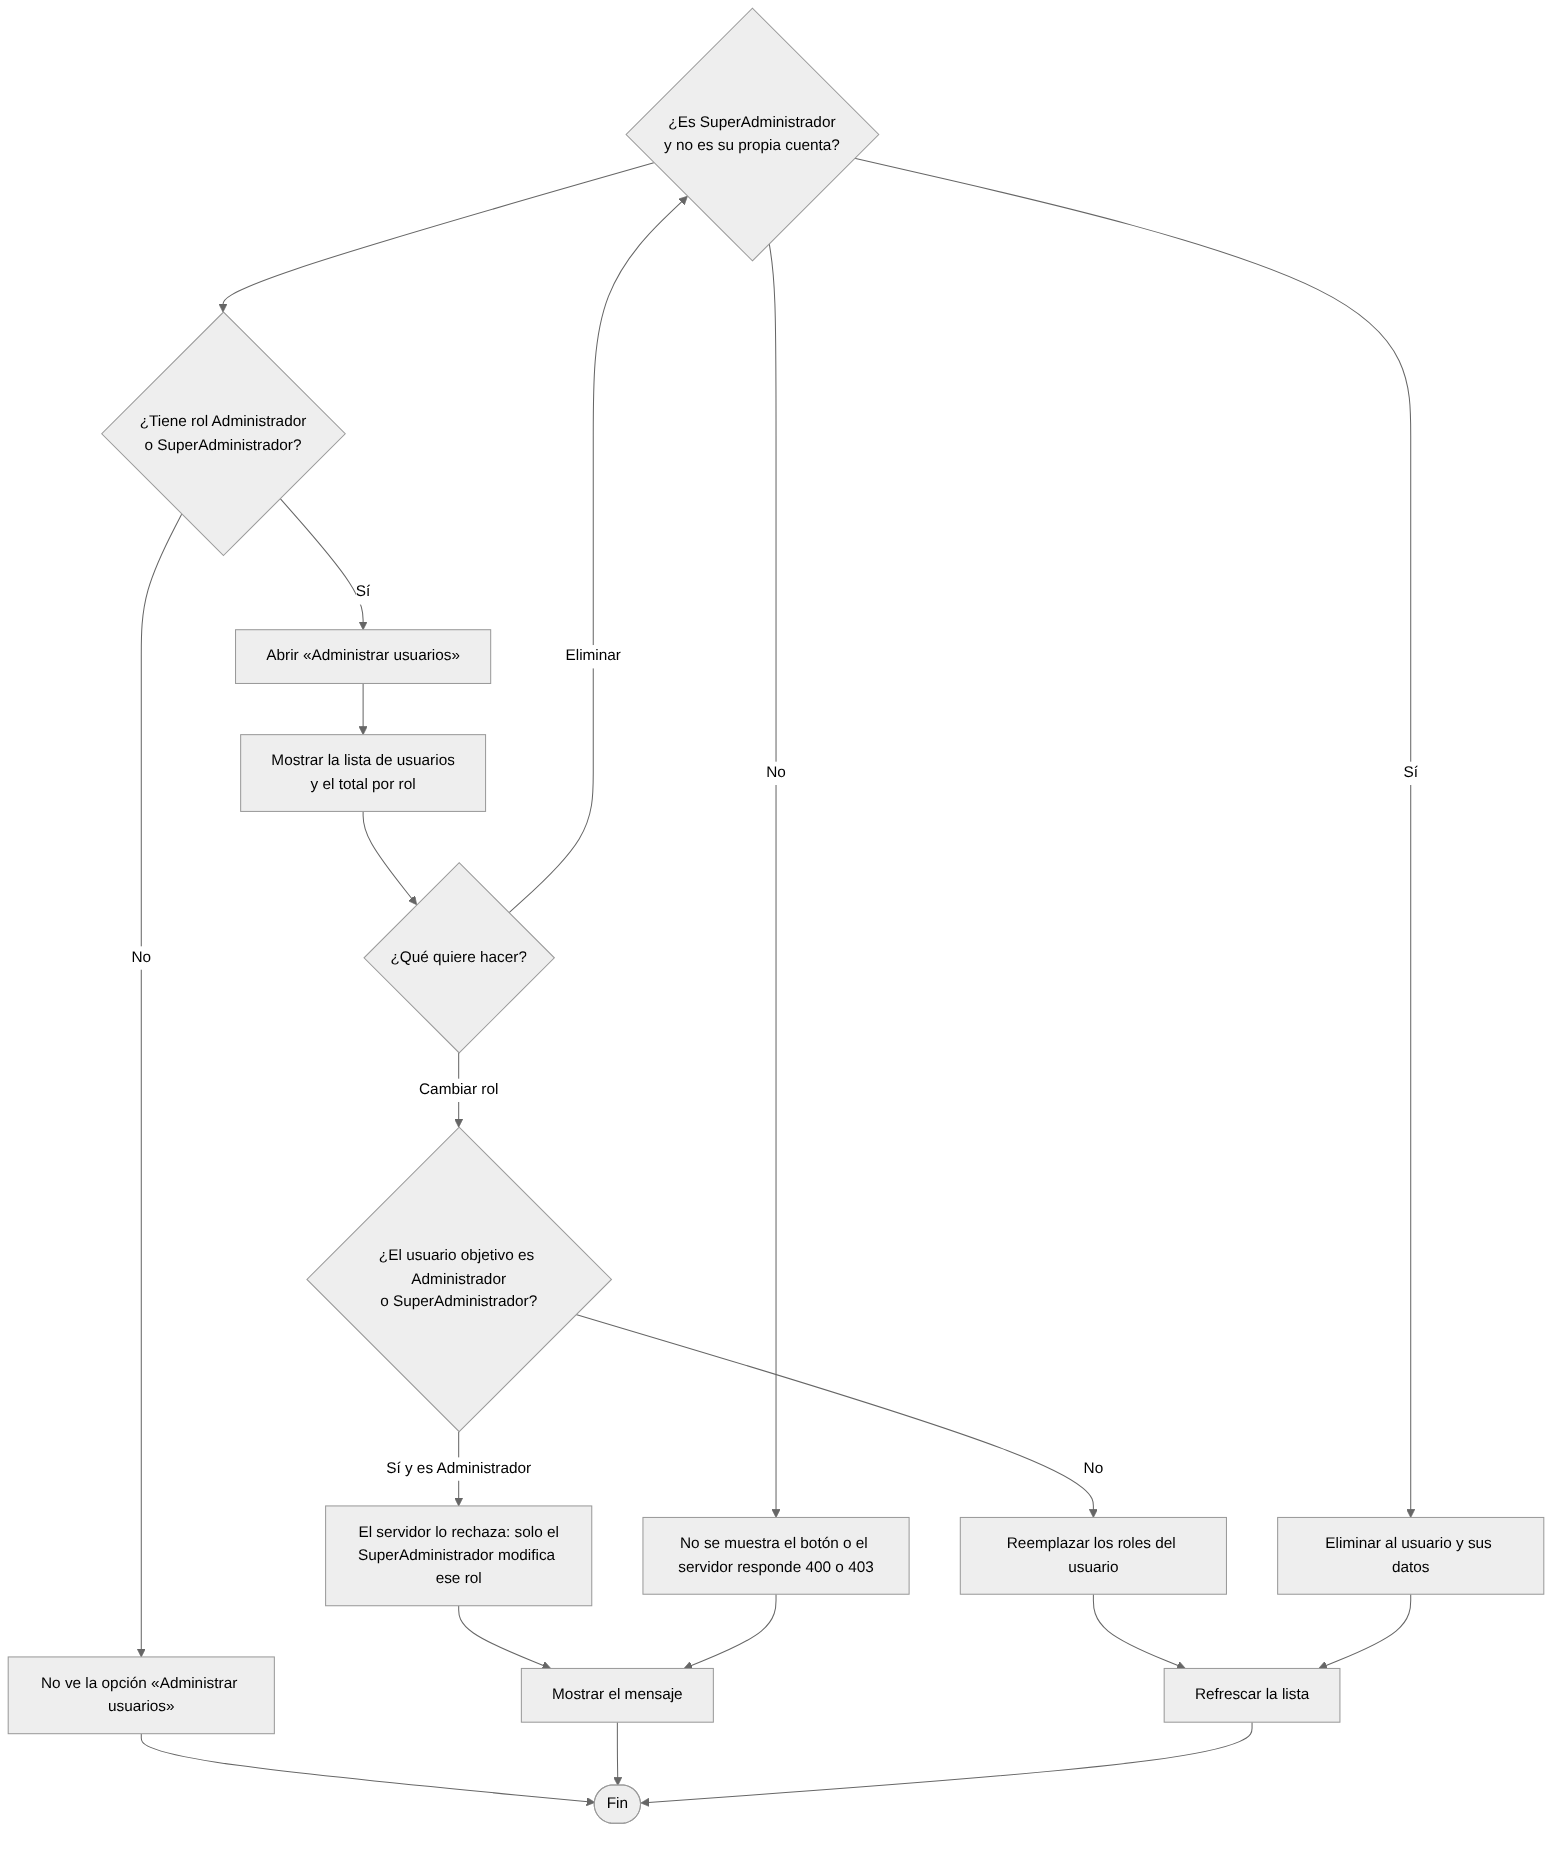 ¿Es SuperAdministrador
y no es su propia cuenta?
¿Tiene rol Administrador
o SuperAdministrador?
Sí
Abrir «Administrar usuarios»
Eliminar
Mostrar la lista de usuarios
y el total por rol
No
Sí
No
¿Qué quiere hacer?
Cambiar rol
¿El usuario objetivo es
Administrador
o SuperAdministrador?
Sí y es Administrador
No
El servidor lo rechaza: solo el
SuperAdministrador modifica
ese rol
No se muestra el botón o el
servidor responde 400 o 403
Reemplazar los roles del
usuario
Eliminar al usuario y sus
datos
No ve la opción «Administrar
usuarios»
Mostrar el mensaje
Refrescar la lista
Fin